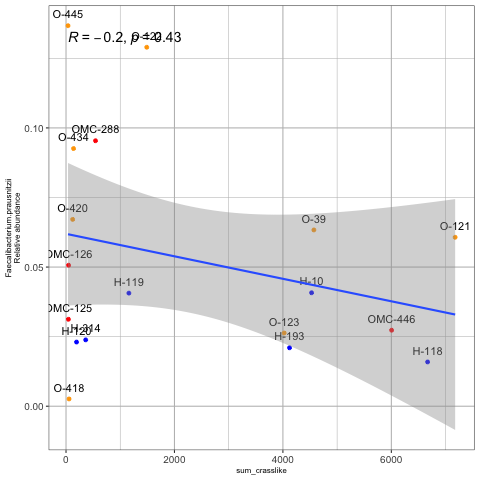 O-445
R = −0.2, p = 0.43
OMC-288
O-434
0.10
O-420
O-39
O-121
OMC-126
0.05
H-119
H-10
OMC-125
O-123
OMC-446
H-120
H-314
H-193
H-118
O-418
0.00
0
2000
4000
6000
sum_crasslike
Faecalibacterium.prausnitzii
Relative abundance